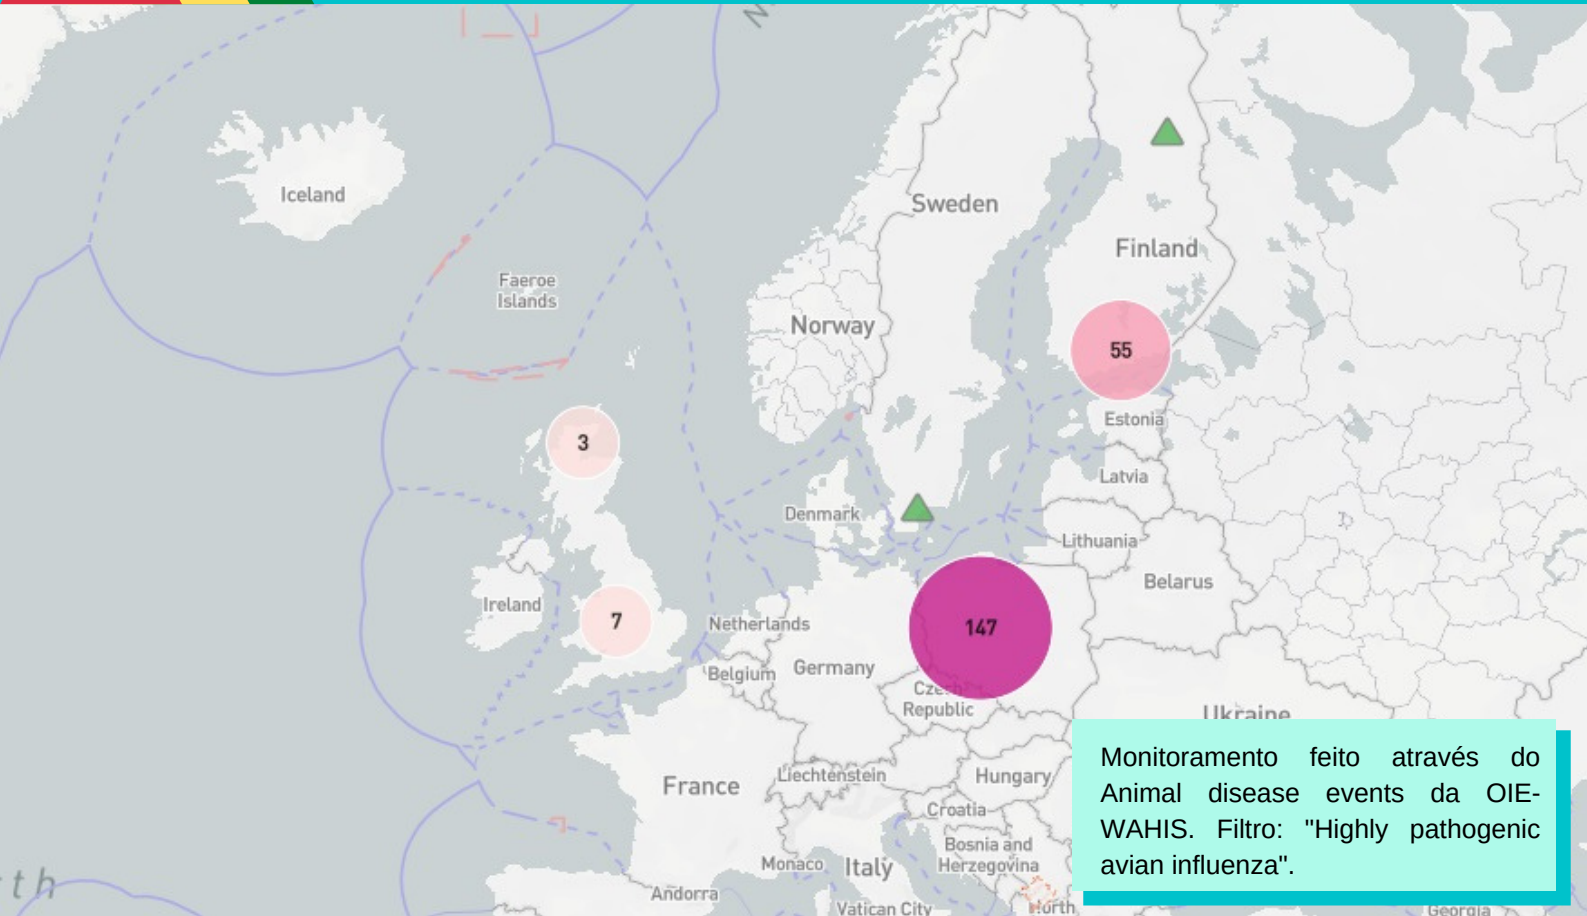 N
Iceland
Sweden
Finland
Faeroe
Islands
Norway
55
3
Estonia
Latvia
Denmark
Lithuania
Belarus
Ireland
7
Netherlands
147
Belgium
Germany
Czech
Republic
Ukraine
France
Liechtenstein
Hungary
Croatia
Bosnia and
Herzegovina
Monaco
Italy
Andorra
Vatican City
North
Georgia
rth
Monitoramento feito através do
Animal disease events da OIE-
WAHIS. Filtro: "Highly pathogenic
avian influenza".